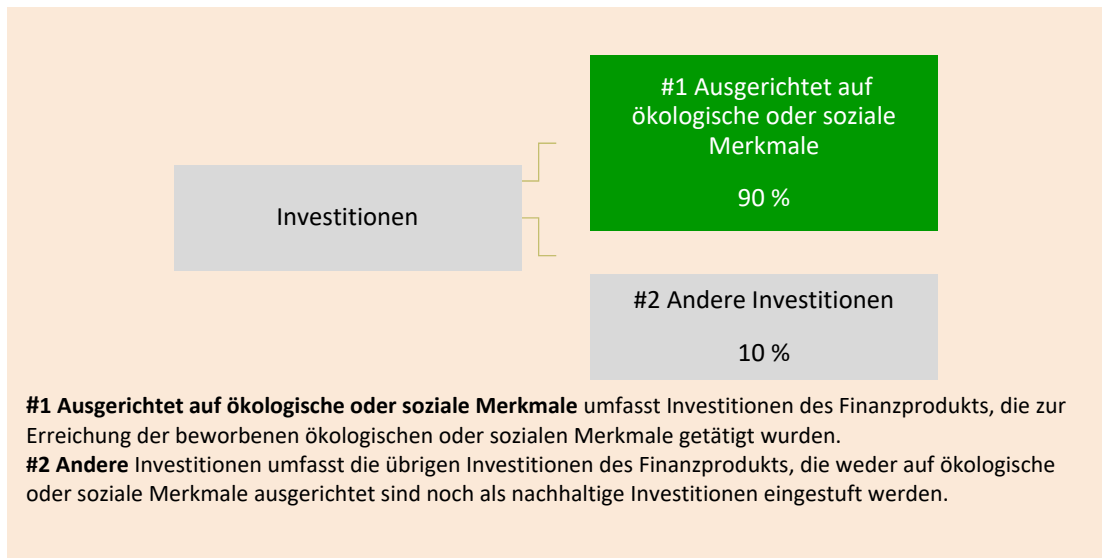 #1 Ausgerichtet auf
ökologische oder soziale
Merkmale
90 %
Investitionen
#2 Andere Investitionen
10 %
#1 Ausgerichtet auf ökologische oder soziale Merkmale umfasst Investitionen des Finanzprodukts, die zur
Erreichung der beworbenen ökologischen oder sozialen Merkmale getätigt wurden.
#2 Andere Investitionen umfasst die übrigen Investitionen des Finanzprodukts, die weder auf ökologische
oder soziale Merkmale ausgerichtet sind noch als nachhaltige Investitionen eingestuft werden.